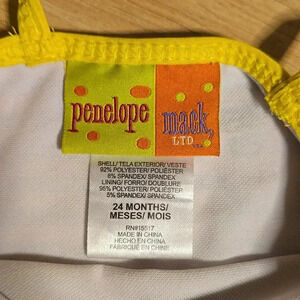 penelope mack,
LTD
SHELL/ TELA EXTERIOR/ VESTE
92% POLYESTER/ POLIÉSTER
8% SPANDEX/ SPANDEX
LINING/ FORRO/ DOUBLURE
95% POLYESTER/ POLIÉSTER
5% SPANDEX/ SPANDEX
24 MONTHS/
MESES/ MOIS
RN#15517
MADE IN CHINA
HECHO EN CHINA
FABRIQUÉ EN CHINE